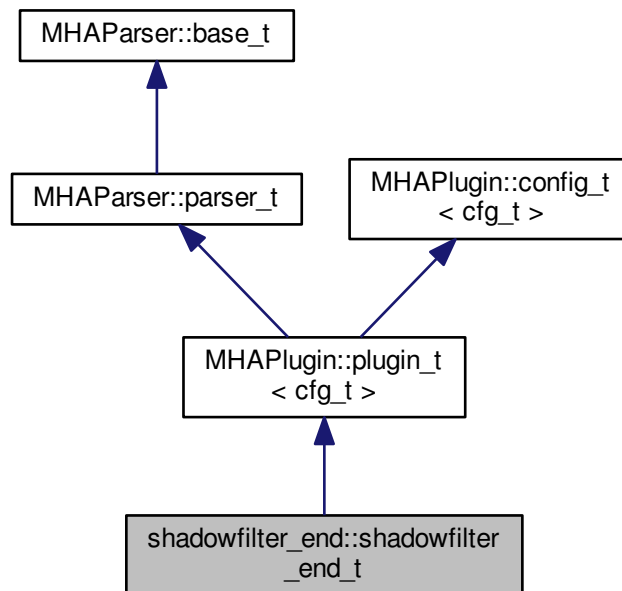 MHAParser::base_t
MHAParser::parser_t
MHAPlugin::config_t
< cfg_t >
MHAPlugin::plugin_t
< cfg_t >
shadowfilter_end::shadowfilter
_end_t